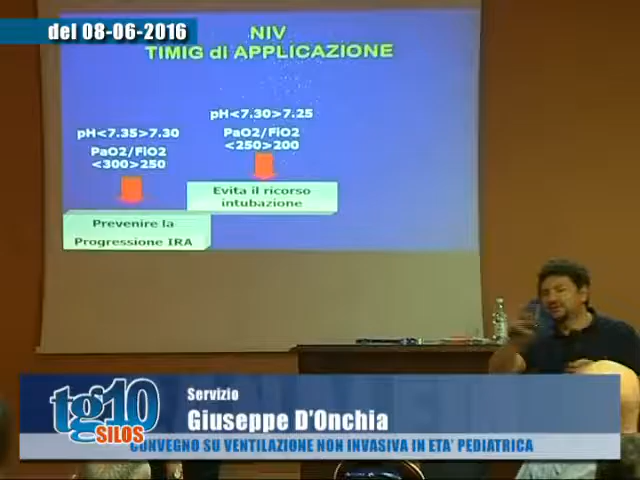 del 08-06-2016
NIV
TIMIG di APPLICAZIONE
pH<7.30>7.25
PaO2/FiO2
<250>200
pH<7.35>7.30
PaO2/FiO2
<300>250
Evita il ricorso
intubazione
Prevenire la
Progressione IRA
tg10
SILOS
Servizio
Giuseppe D'Onchia
CONVEGNO SU VENTILAZIONE NON INVASIVA IN ETA' PEDIATRICA